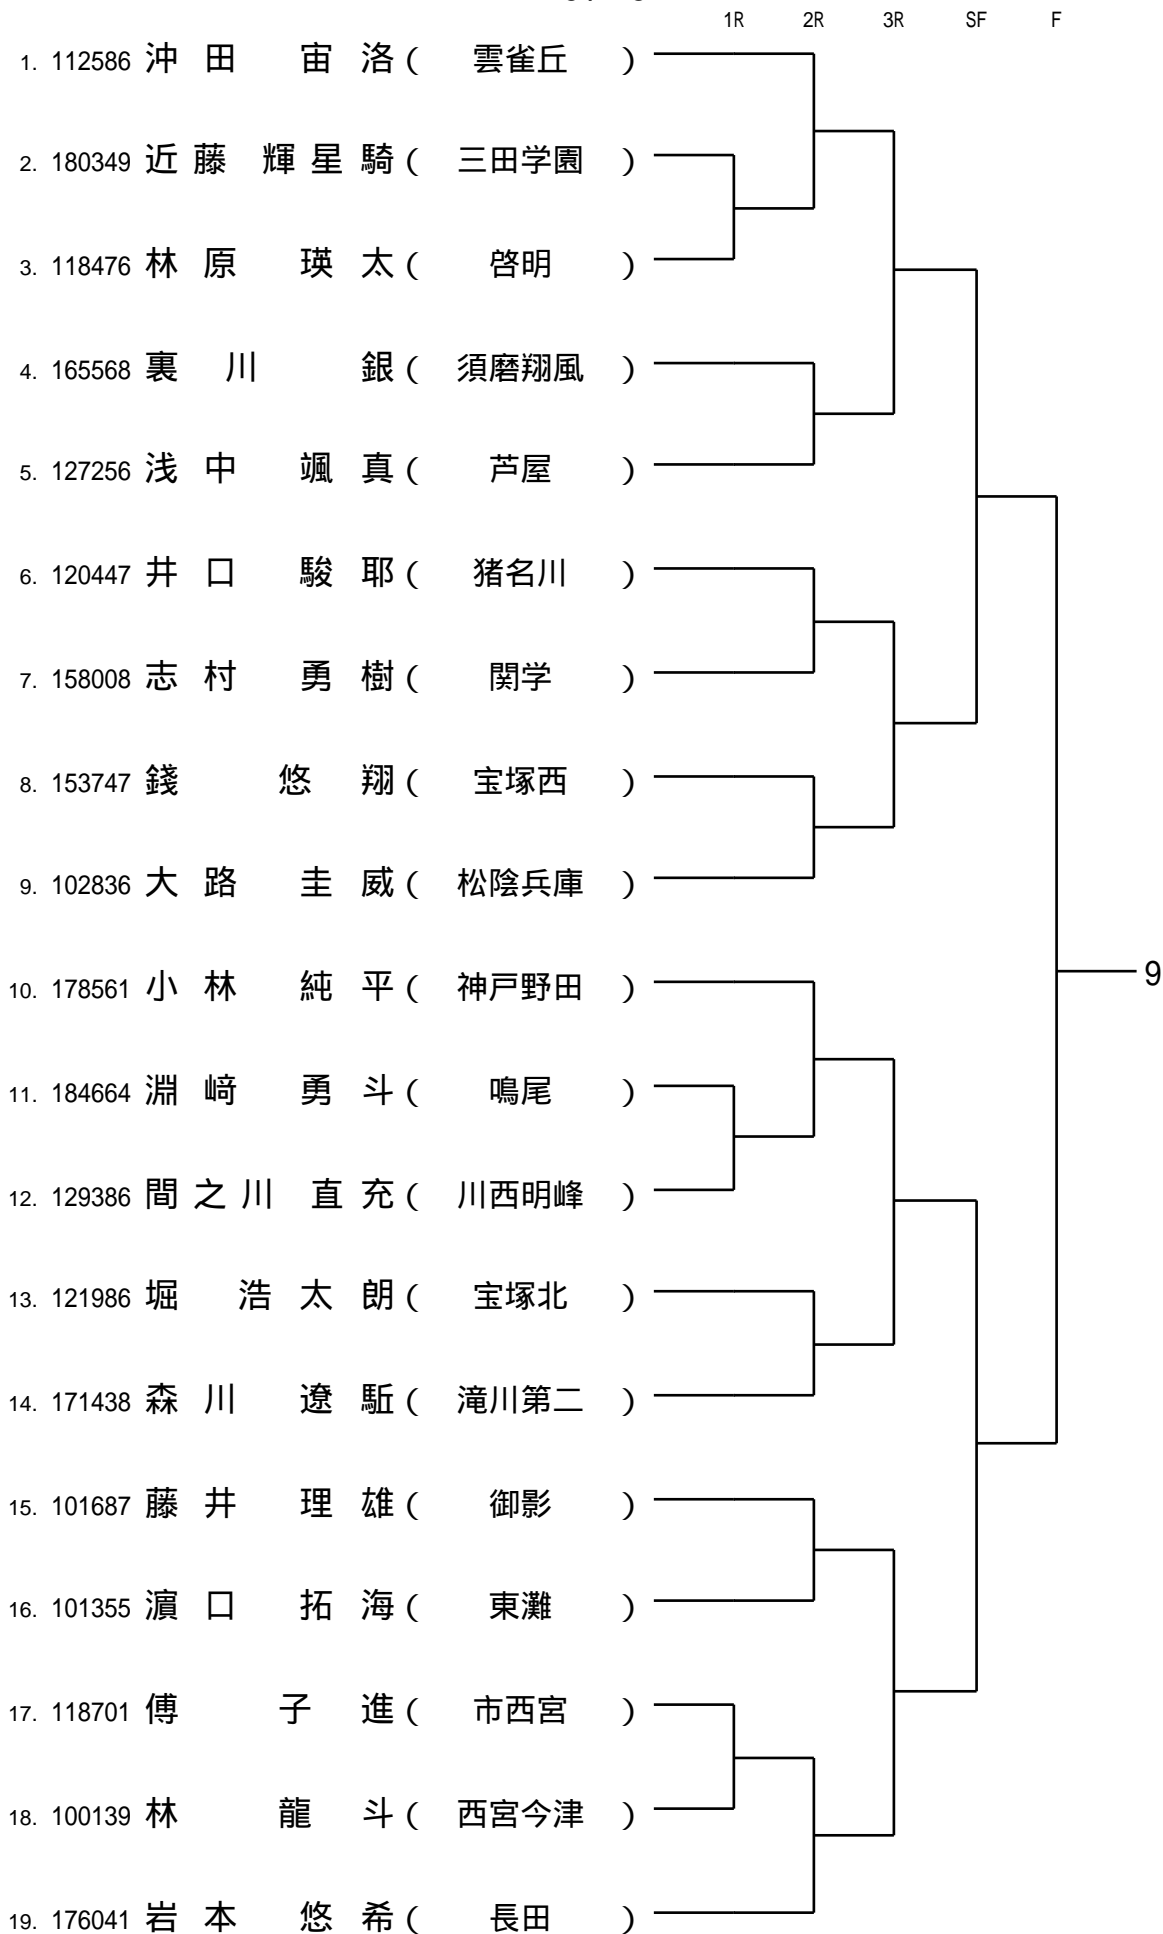 1R 2R 3R SF F
1. 112586 沖田 宙洛 ( 雲雀丘 )
2. 180349 近藤 輝星騎 ( 三田学園 )
3. 118476 林原 瑛太 ( 啓明 )
4. 165568 裏川 銀 ( 須磨翔風 )
5. 127256 浅中 颯真 ( 芦屋 )
6. 120447 井口 駿耶 ( 猪名川 )
7. 158008 志村 勇樹 ( 関学 )
8. 153747 錢 悠翔 ( 宝塚西 )
9. 102836 大路 圭威 ( 松陰兵庫 )
10. 178561 小林 純平 ( 神戸野田 )
9
11. 184664 淵﨑 勇斗 ( 鳴尾 )
12. 129386 間之川 直充 ( 川西明峰 )
13. 121986 堀 浩太朗 ( 宝塚北 )
14. 171438 森川 遼駈 ( 滝川第二 )
15. 101687 藤井 理雄 ( 御影 )
16. 101355 濵口 拓海 ( 東灘 )
17. 118701 傅 子進 ( 市西宮 )
18. 100139 林 龍斗 ( 西宮今津 )
19. 176041 岩本 悠希 ( 長田 )